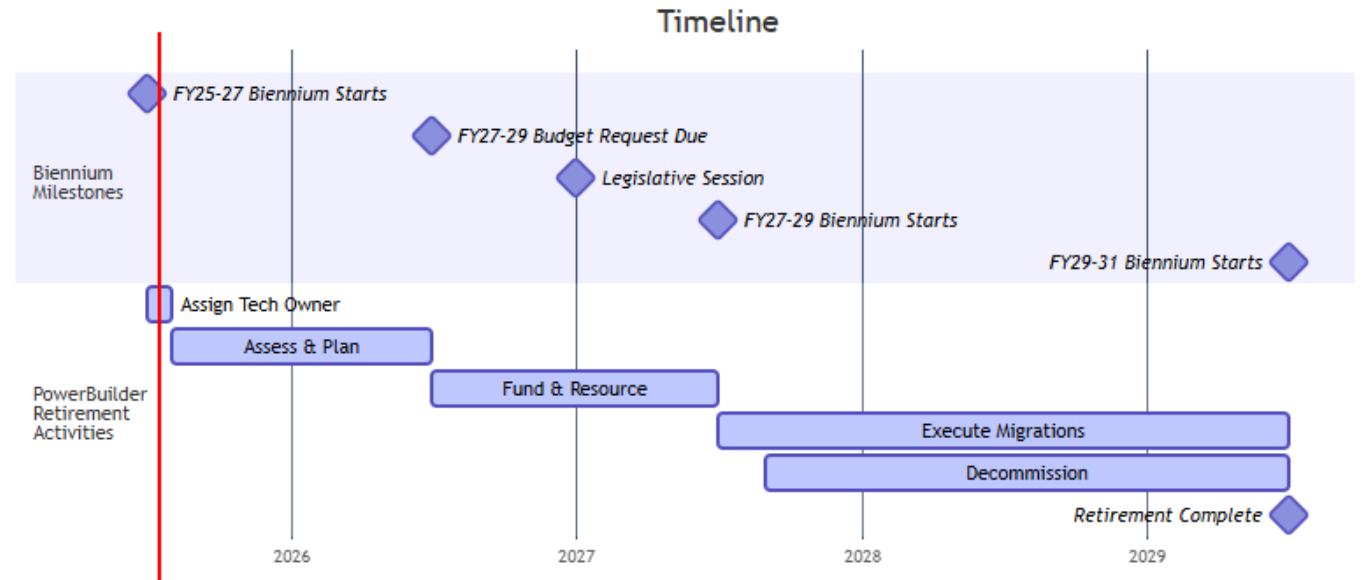 Timeline
FY25-27 Biennium Starts
FY27-29 Budget Request Due
Biennium
Milestones
Legislative Session
FY27-29 Biennium Starts
FY29-31 Biennium Starts
Assign Tech Owner
Assess & Plan
PowerBuilder
Retirement
Activities
Fund & Resource
Execute Migrations
Decommission
Retirement Complete
2026
2027
2028
2029